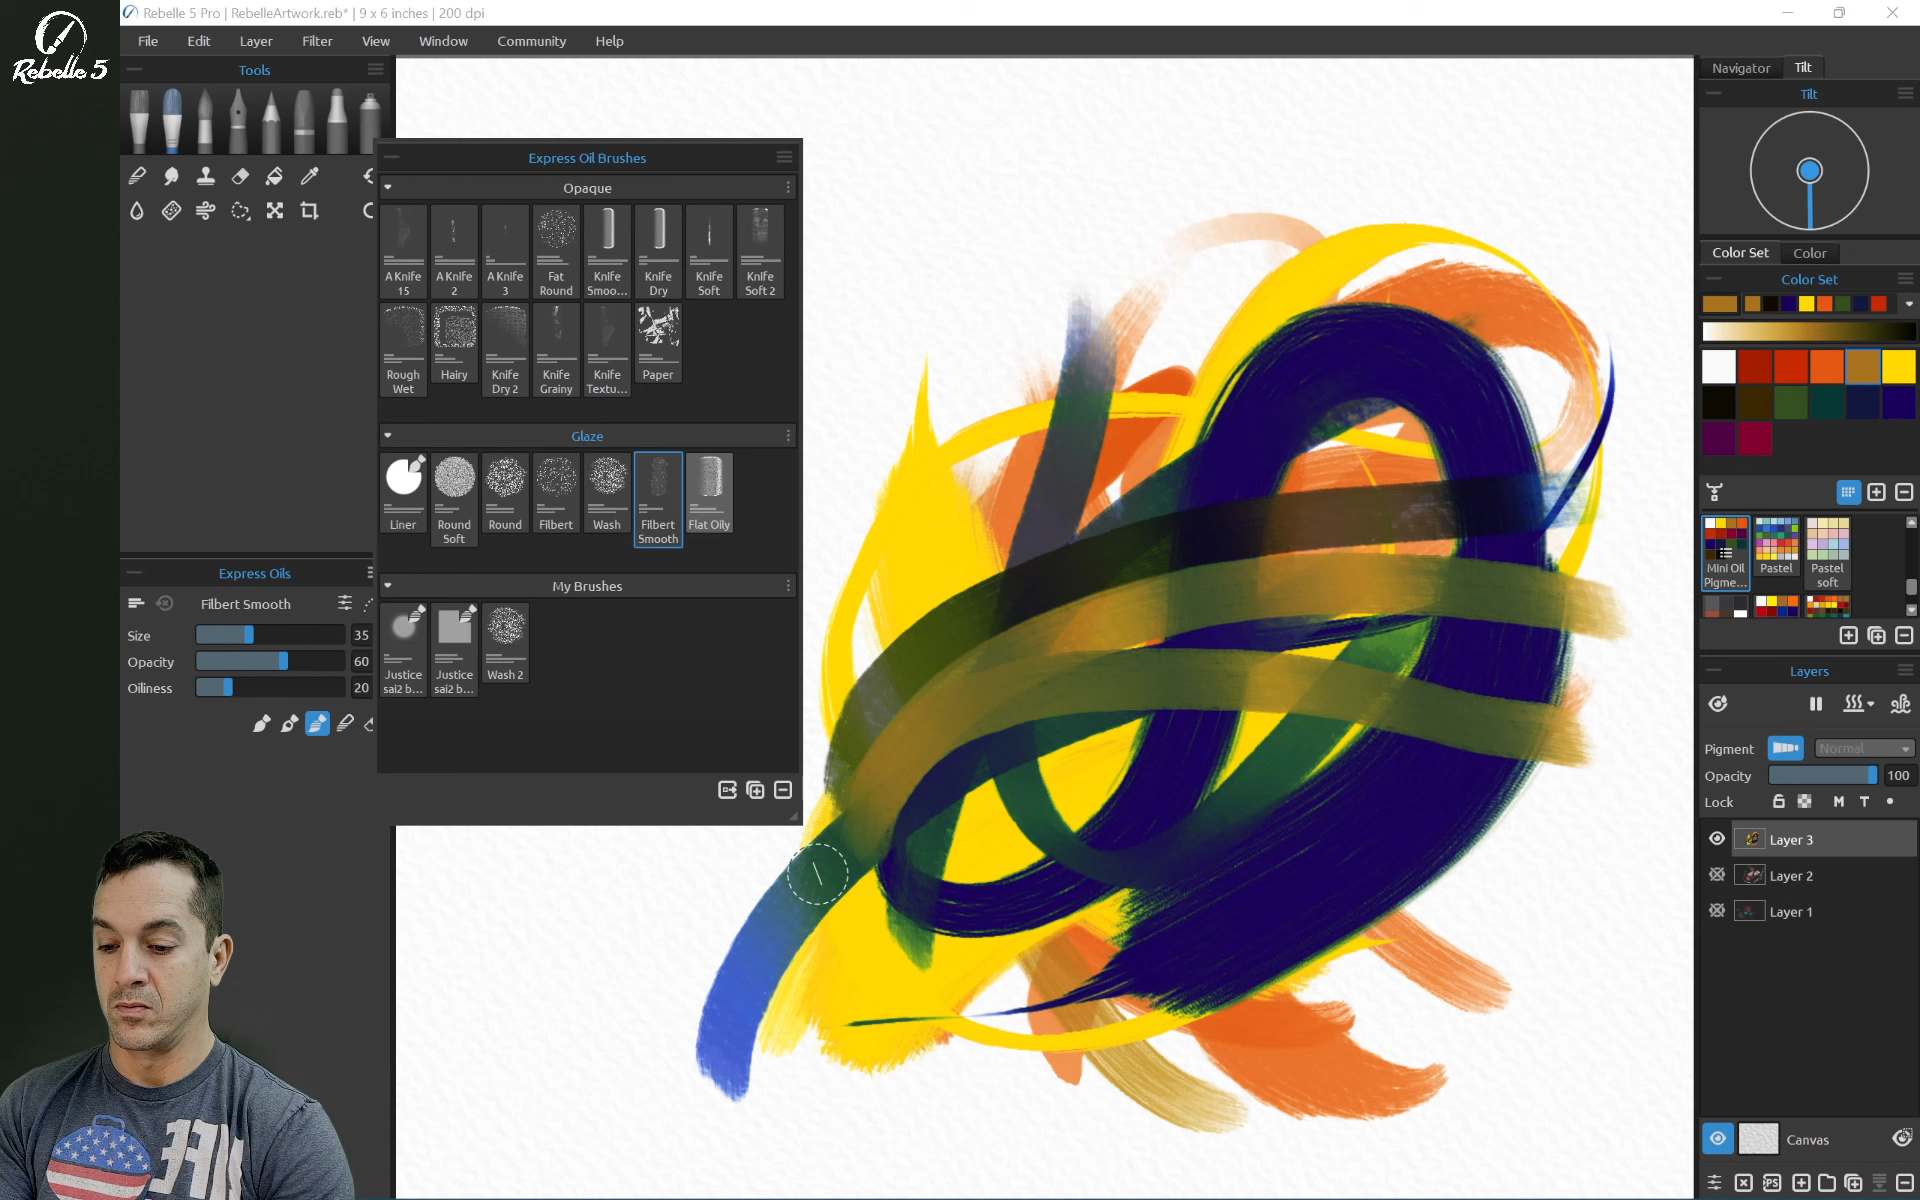 Rebelle 5
Rebelle 5 Pro | RebelleArtwork.reb* | 9 x 6 inches | 200 dpi
File Edit Layer Filter View Window Community Help
Tools
Express Oil Brushes
Opaque
A Knife 15
A Knife 2
A Knife 3
Fat Round
Knife Smoo...
Knife Dry
Knife Soft
Knife Soft 2
Rough Wet
Hairy
Knife Dry 2
Knife Grainy
Knife Textu...
Paper
Glaze
Liner
Round Soft
Round
Filbert
Wash
Filbert Smooth
Flat Oily
My Brushes
Justice sai2 b...
Justice sai2 b...
Wash 2
Express Oils
Filbert Smooth
Size 35
Opacity 60
Oiliness 20
Navigator Tilt
Tilt
Color Set Color
Color Set
Mini Oil Pigme...
Pastel
Pastel soft
Layers
Pigment Normal
Opacity 100
Lock M T
Layer 3
Layer 2
Layer 1
Canvas
PS